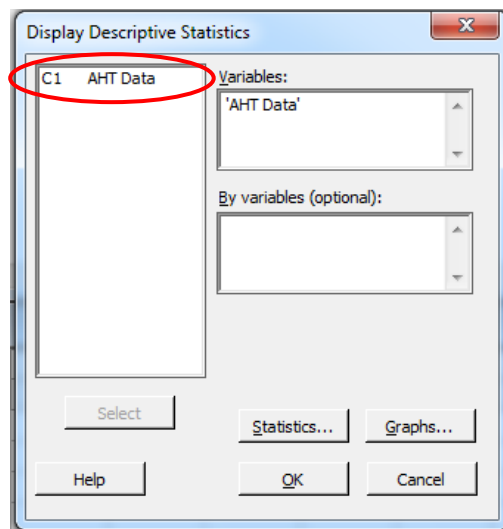 Display Descriptive Statistics
C1 AHT Data
Variables:
'AHT Data'
By variables (optional):
Select
Statistics... Graphs...
Help OK Cancel